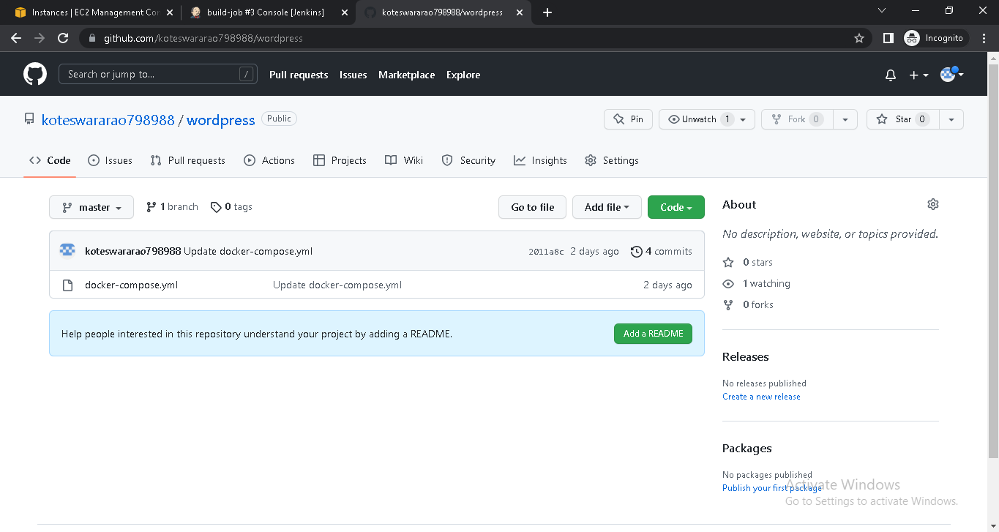 Instances | EC2 Management Con
build-job #3 Console [Jenkins]
koteswararao798988/wordpress
github.com/koteswararao798988/wordpress
Incognito
Search or jump to...
/
Pull requests
Issues
Marketplace
Explore
koteswararao798988 / wordpress
Public
Pin
Unwatch 1
Fork 0
Star 0
Code
Issues
Pull requests
Actions
Projects
Wiki
Security
Insights
Settings
master
1 branch
0 tags
Go to file
Add file
Code
koteswararao798988 Update docker-compose.yml
2011a8c 2 days ago
4 commits
docker-compose.yml
Update docker-compose.yml
2 days ago
Help people interested in this repository understand your project by adding a README.
Add a README
About
No description, website, or topics provided.
0 stars
1 watching
0 forks
Releases
No releases published
Create a new release
Packages
No packages published
Publish your first package
Activate Windows
Go to Settings to activate Windows.